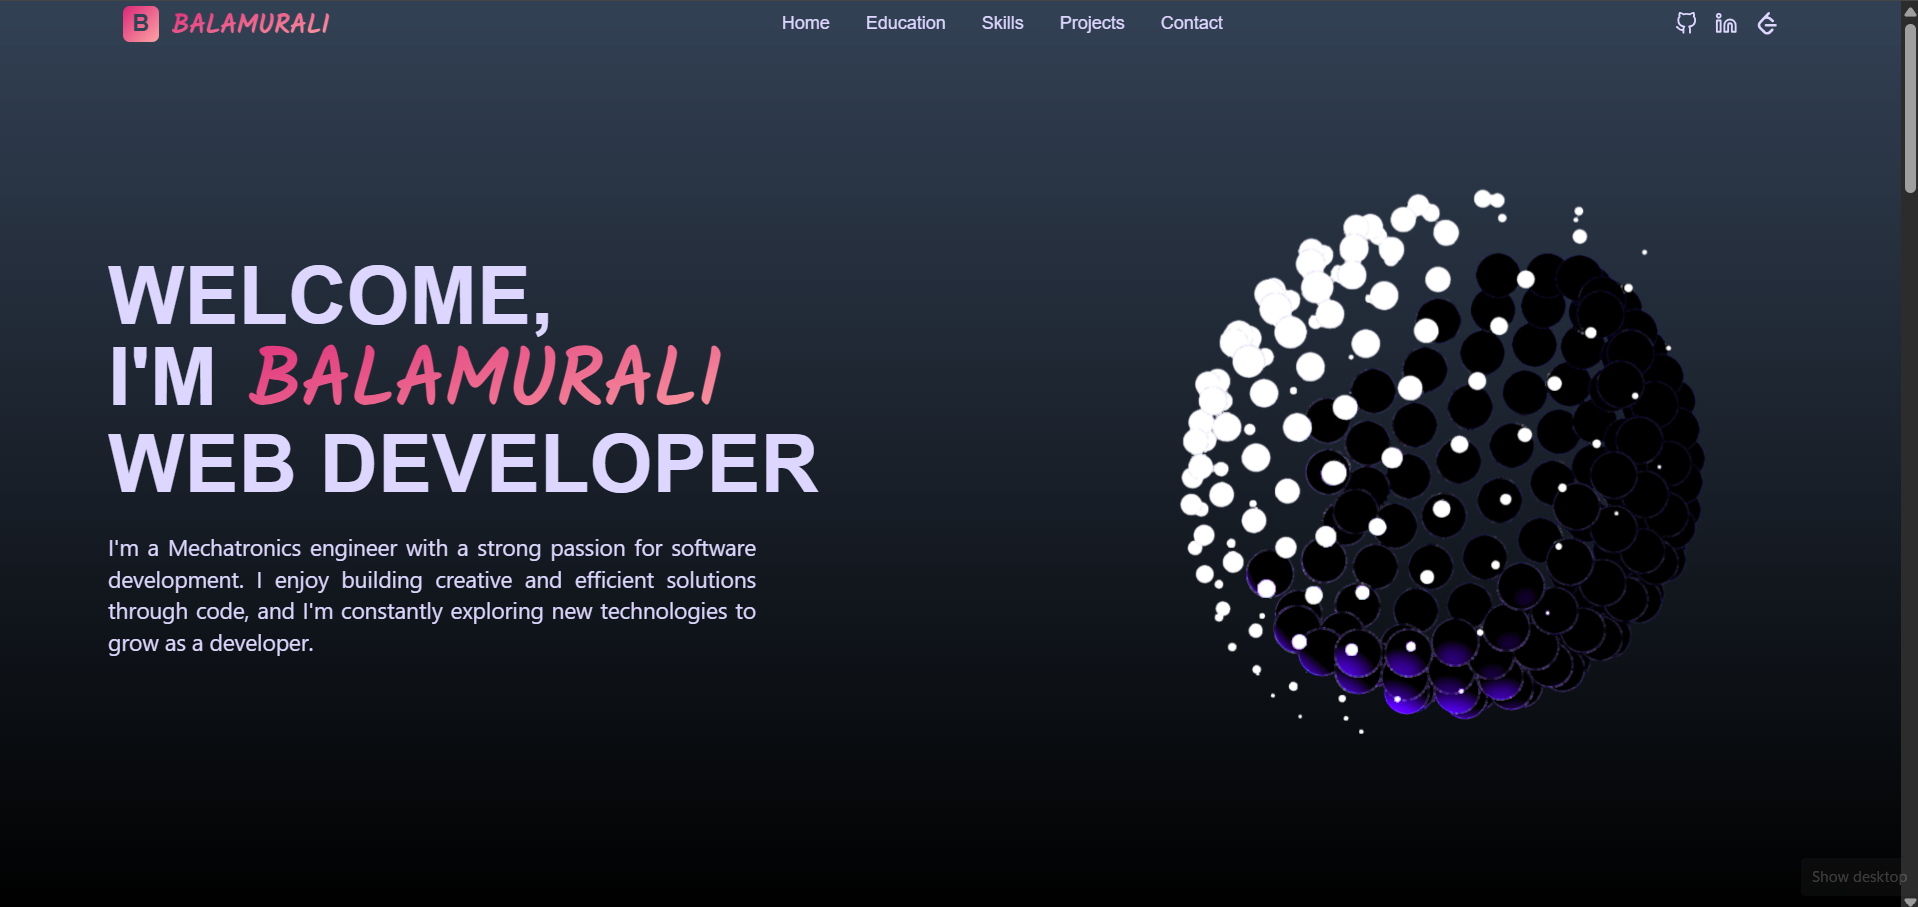 B BALAMURALI Home Education Skills Projects Contact
WELCOME,
I'M BALAMURALI
WEB DEVELOPER
I'm a Mechatronics engineer with a strong passion for software
development. I enjoy building creative and efficient solutions
through code, and I'm constantly exploring new technologies to
grow as a developer.
Show desktop